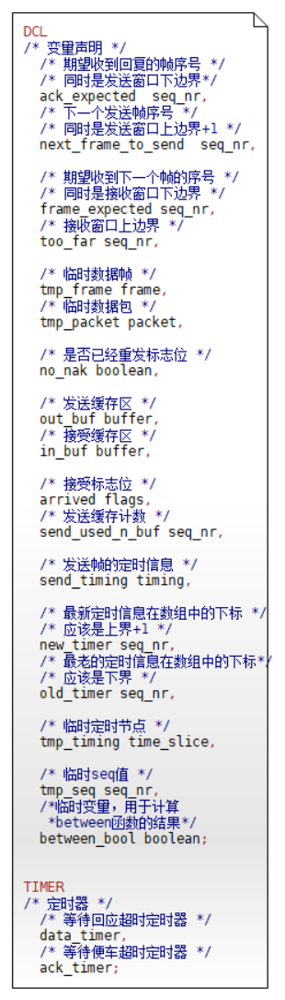 DCL
/* 变量声明 */
/* 期望收到回复的帧序号 */
/* 同时是发送窗口下边界*/
ack_expected seq_nr,
/* 下一个发送帧序号 */
/* 同时是发送窗口上边界+1 */
next_frame_to_send seq_nr,
/* 期望收到下一个帧的序号 */
/* 同时是接收窗口下边界 */
frame_expected seq_nr,
/* 接收窗口上边界 */
too_far seq_nr,
/* 临时数据帧 */
tmp_frame frame,
/* 临时数据包 */
tmp_packet packet,
/* 是否已经重发标志位 */
no_nak boolean,
/* 发送缓存区 */
out_buf buffer,
/* 接受缓存区 */
in_buf buffer,
/* 接受标志位 */
arrived flags,
/* 发送缓存计数 */
send_used_n_buf seq_nr,
/* 发送帧的定时信息 */
send_timing timing,
/* 最新定时信息在数组中的下标 */
/* 应该是上界+1 */
new_timer seq_nr,
/* 最老的定时信息在数组中的下标*/
/* 应该是下界 */
old_timer seq_nr,
/* 临时定时节点 */
tmp_timing time_slice,
/* 临时seq值 */
tmp_seq seq_nr,
/*临时变量，用于计算
*between函数的结果*/
between_bool boolean;
TIMER
/* 定时器 */
/* 等待回应超时定时器 */
data_timer,
/* 等待便车超时定时器 */
ack_timer;